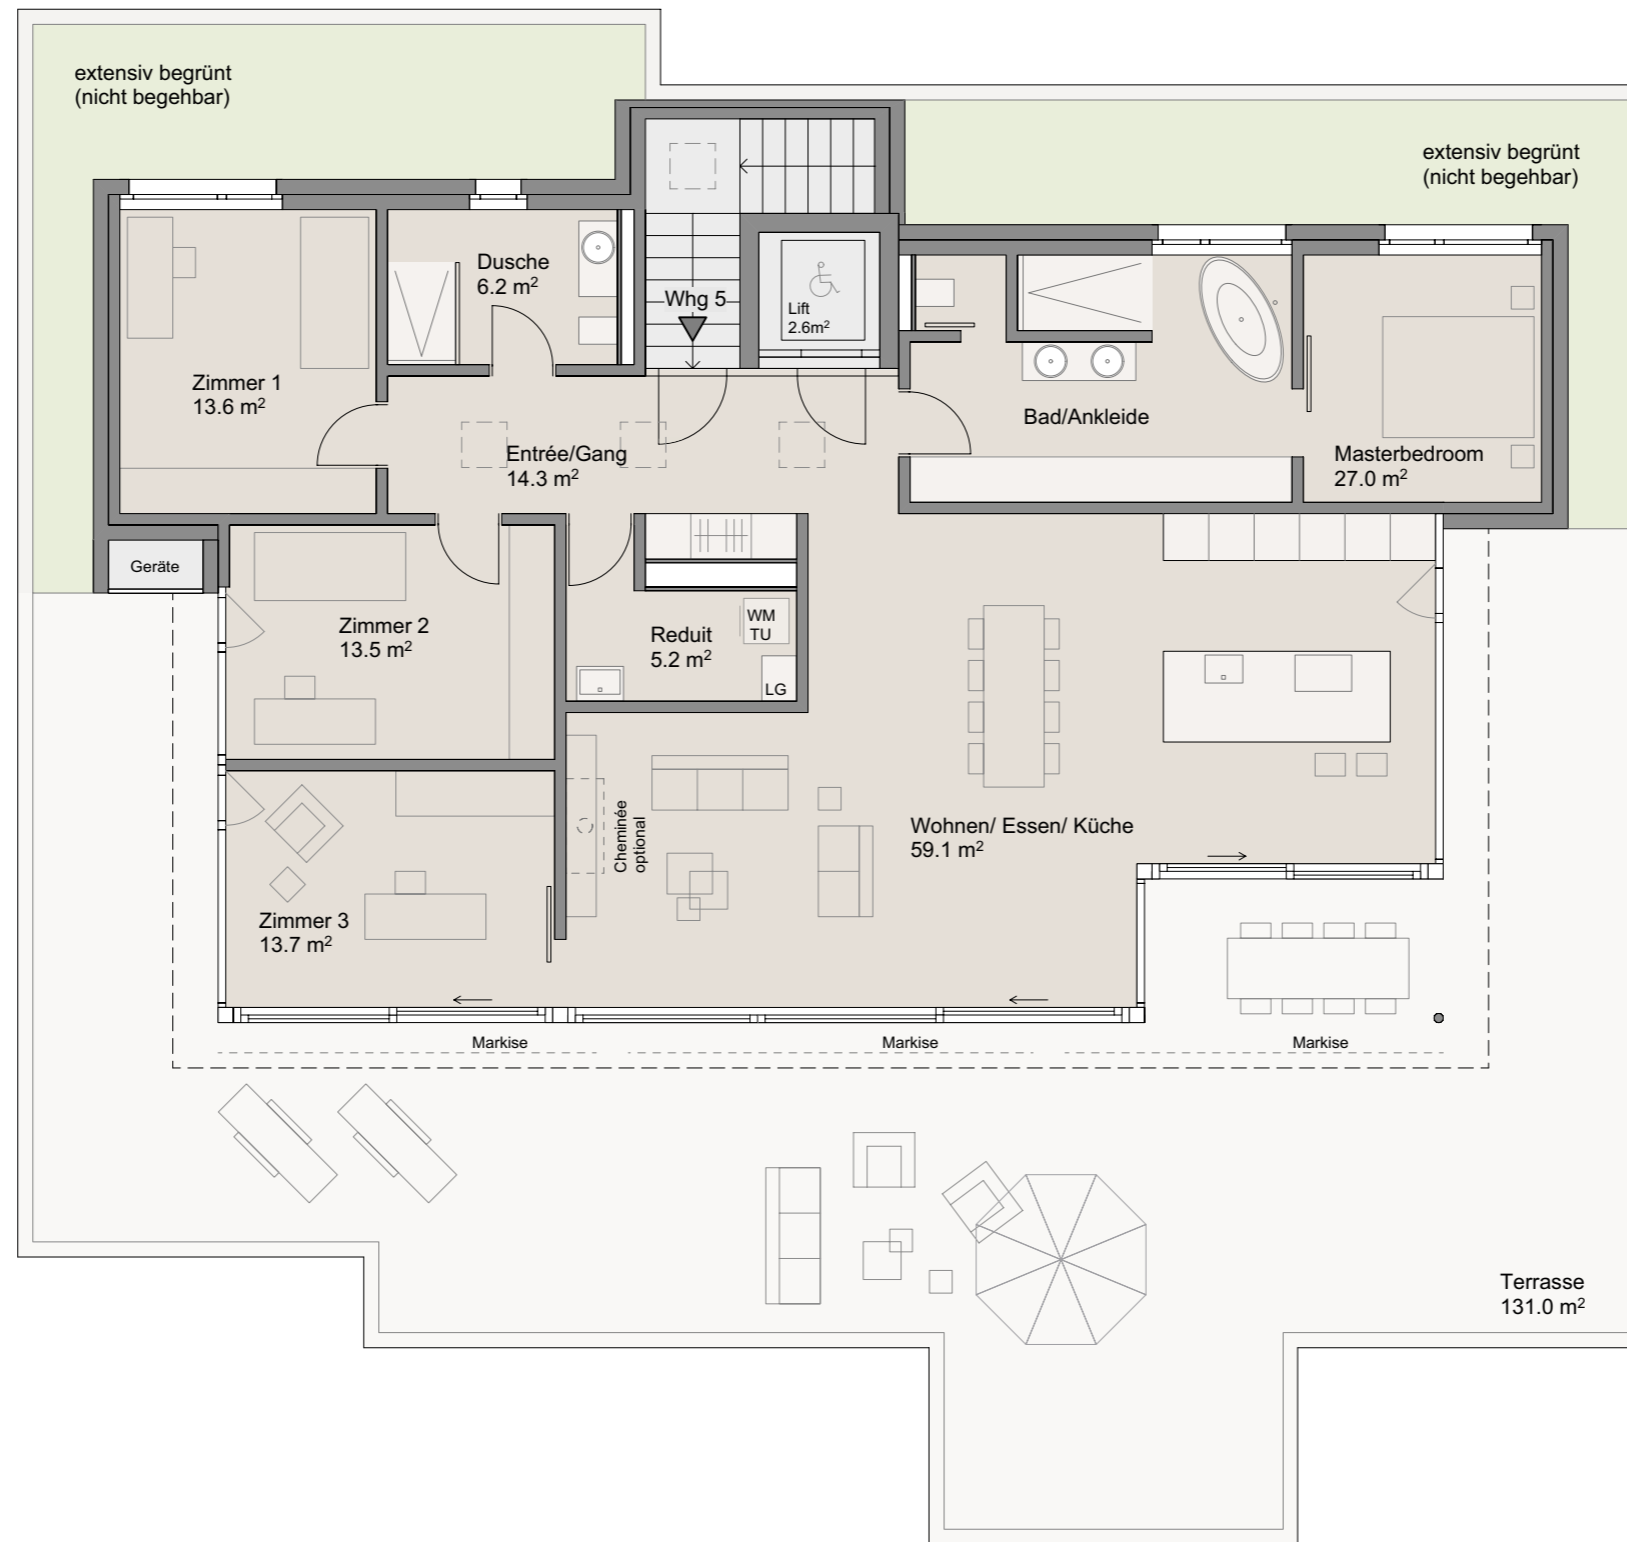 extensiv begrünt
(nicht begehbar)
extensiv begrünt
(nicht begehbar)
Dusche
6.2 m²
Whg 5
Lift
2.6m²
Zimmer 1
13.6 m²
Bad/Ankleide
Entrée/Gang
14.3 m²
Masterbedroom
27.0 m²
Geräte
Zimmer 2
13.5 m²
Reduit
5.2 m²
WM
TU
LG
Cheminée
optional
Wohnen/ Essen/ Küche
59.1 m²
Zimmer 3
13.7 m²
Markise
Markise
Markise
Terrasse
131.0 m²